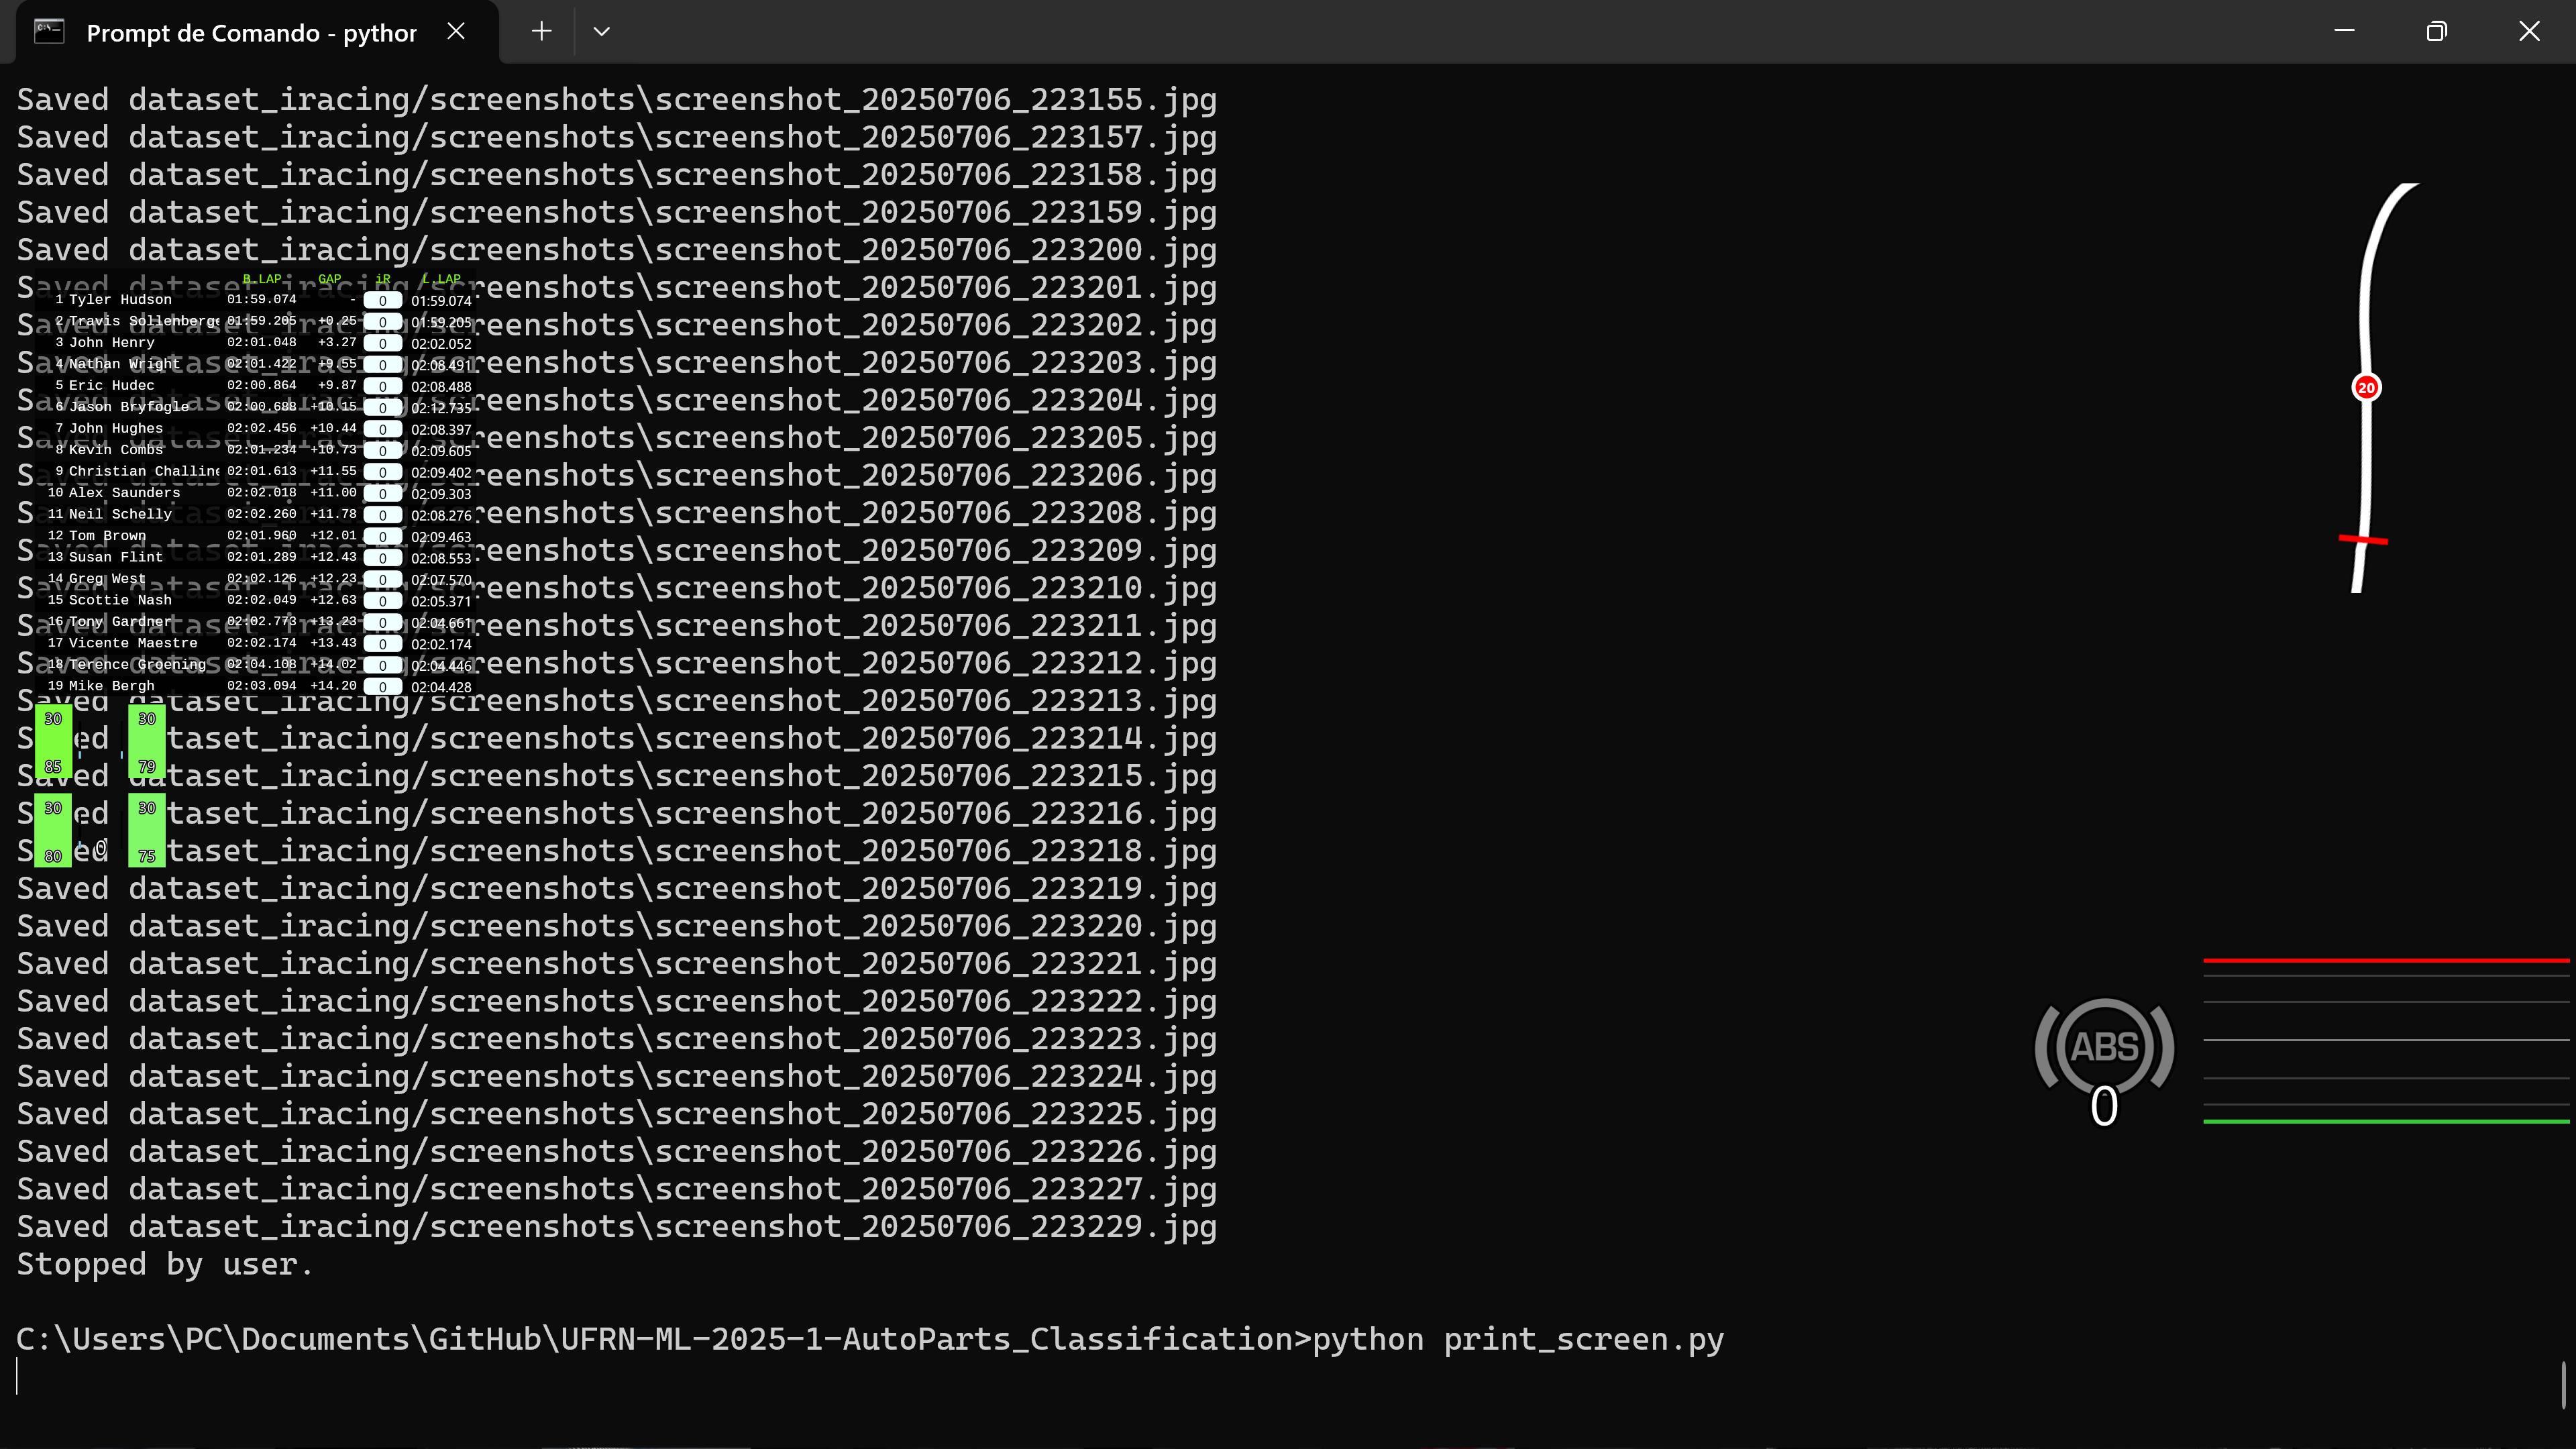 Prompt de Comando - python
Saved dataset_iracing/screenshots\screenshot_20250706_223155.jpg
Saved dataset_iracing/screenshots\screenshot_20250706_223157.jpg
Saved dataset_iracing/screenshots\screenshot_20250706_223158.jpg
Saved dataset_iracing/screenshots\screenshot_20250706_223159.jpg
Saved dataset_iracing/screenshots\screenshot_20250706_223200.jpg
Saved dataset_iracing/screenshots\screenshot_20250706_223201.jpg
Saved dataset_iracing/screenshots\screenshot_20250706_223202.jpg
Saved dataset_iracing/screenshots\screenshot_20250706_223203.jpg
Saved dataset_iracing/screenshots\screenshot_20250706_223204.jpg
Saved dataset_iracing/screenshots\screenshot_20250706_223205.jpg
Saved dataset_iracing/screenshots\screenshot_20250706_223206.jpg
Saved dataset_iracing/screenshots\screenshot_20250706_223208.jpg
Saved dataset_iracing/screenshots\screenshot_20250706_223209.jpg
Saved dataset_iracing/screenshots\screenshot_20250706_223210.jpg
Saved dataset_iracing/screenshots\screenshot_20250706_223211.jpg
Saved dataset_iracing/screenshots\screenshot_20250706_223212.jpg
Saved dataset_iracing/screenshots\screenshot_20250706_223213.jpg
Saved dataset_iracing/screenshots\screenshot_20250706_223214.jpg
Saved dataset_iracing/screenshots\screenshot_20250706_223215.jpg
Saved dataset_iracing/screenshots\screenshot_20250706_223216.jpg
Saved dataset_iracing/screenshots\screenshot_20250706_223218.jpg
Saved dataset_iracing/screenshots\screenshot_20250706_223219.jpg
Saved dataset_iracing/screenshots\screenshot_20250706_223220.jpg
Saved dataset_iracing/screenshots\screenshot_20250706_223221.jpg
Saved dataset_iracing/screenshots\screenshot_20250706_223222.jpg
Saved dataset_iracing/screenshots\screenshot_20250706_223223.jpg
Saved dataset_iracing/screenshots\screenshot_20250706_223224.jpg
Saved dataset_iracing/screenshots\screenshot_20250706_223225.jpg
Saved dataset_iracing/screenshots\screenshot_20250706_223226.jpg
Saved dataset_iracing/screenshots\screenshot_20250706_223227.jpg
Saved dataset_iracing/screenshots\screenshot_20250706_223229.jpg
Stopped by user.
C:\Users\PC\Documents\GitHub\UFRN-ML-2025-1-AutoParts_Classification>python print_screen.py
B.LAP GAP iR L.LAP
1 Tyler Hudson 01:59.074 - 0 01:59.074
2 Travis Sollenberge 01:59.205 +0.25 0 01:59.205
3 John Henry 02:01.048 +3.27 0 02:02.052
4 Nathan Wright 02:01.422 +9.55 0 02:08.491
5 Eric Hudec 02:00.864 +9.87 0 02:08.488
6 Jason Bryfogle 02:00.688 +10.15 0 02:12.735
7 John Hughes 02:02.456 +10.44 0 02:08.397
8 Kevin Combs 02:01.234 +10.73 0 02:09.605
9 Christian Challine 02:01.613 +11.55 0 02:09.402
10 Alex Saunders 02:02.018 +11.00 0 02:09.303
11 Neil Schelly 02:02.260 +11.78 0 02:08.276
12 Tom Brown 02:01.960 +12.01 0 02:09.463
13 Susan Flint 02:01.289 +12.43 0 02:08.553
14 Greg West 02:02.126 +12.23 0 02:07.570
15 Scottie Nash 02:02.049 +12.63 0 02:05.371
16 Tony Gardner 02:02.773 +13.23 0 02:04.661
17 Vicente Maestre 02:02.174 +13.43 0 02:02.174
18 Terence Groening 02:04.108 +14.02 0 02:04.446
19 Mike Bergh 02:03.094 +14.20 0 02:04.428
30 30
85 79
30 30
0
80 75
20
ABS
0